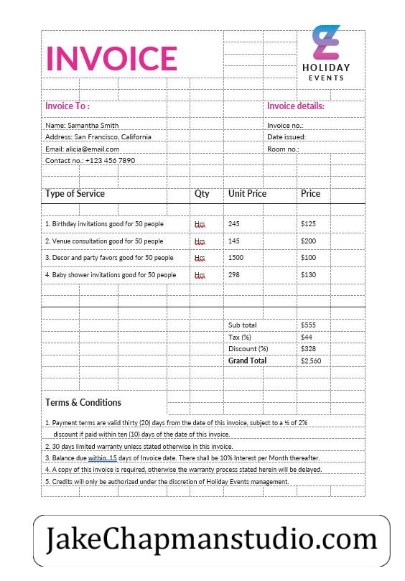 INVOICE
HOLIDAY
EVENTS
Invoice To :
Invoice details:
Name: Samantha Smith
Invoice no.:
Address: San Francisco, California
Date issued:
Email: alicia@email.com
Room no.:
Contact no.: +123 456 7890
Type of Service Qty Unit Price Price
1. Birthday invitations good for 50 people Hrs 245 $125
2. Venue consultation good for 50 people Hrs 145 $200
3. Decor and party favors good for 50 people Hrs 1500 $100
4. Baby shower invitations good for 50 people Hrs 298 $130
Sub total $555
Tax (%) $44
Discount (%) $328
Grand Total $2,560
Terms & Conditions
1. Payment terms are valid thirty (20) days from the date of this invoice, subject to a % of 2%
discount if paid within ten (10) days of the date of this invoice.
2. 30 days limited warranty unless stated otherwise in this invoice.
3. Balance due within 15 days of Invoice date. There shall be 10% Interest per Month thereafter.
4. A copy of this invoice is required, otherwise the warranty process stated herein will be delayed.
5. Credits will only be authorized under the discretion of Holiday Events management.
JakeChapmanstudio.com